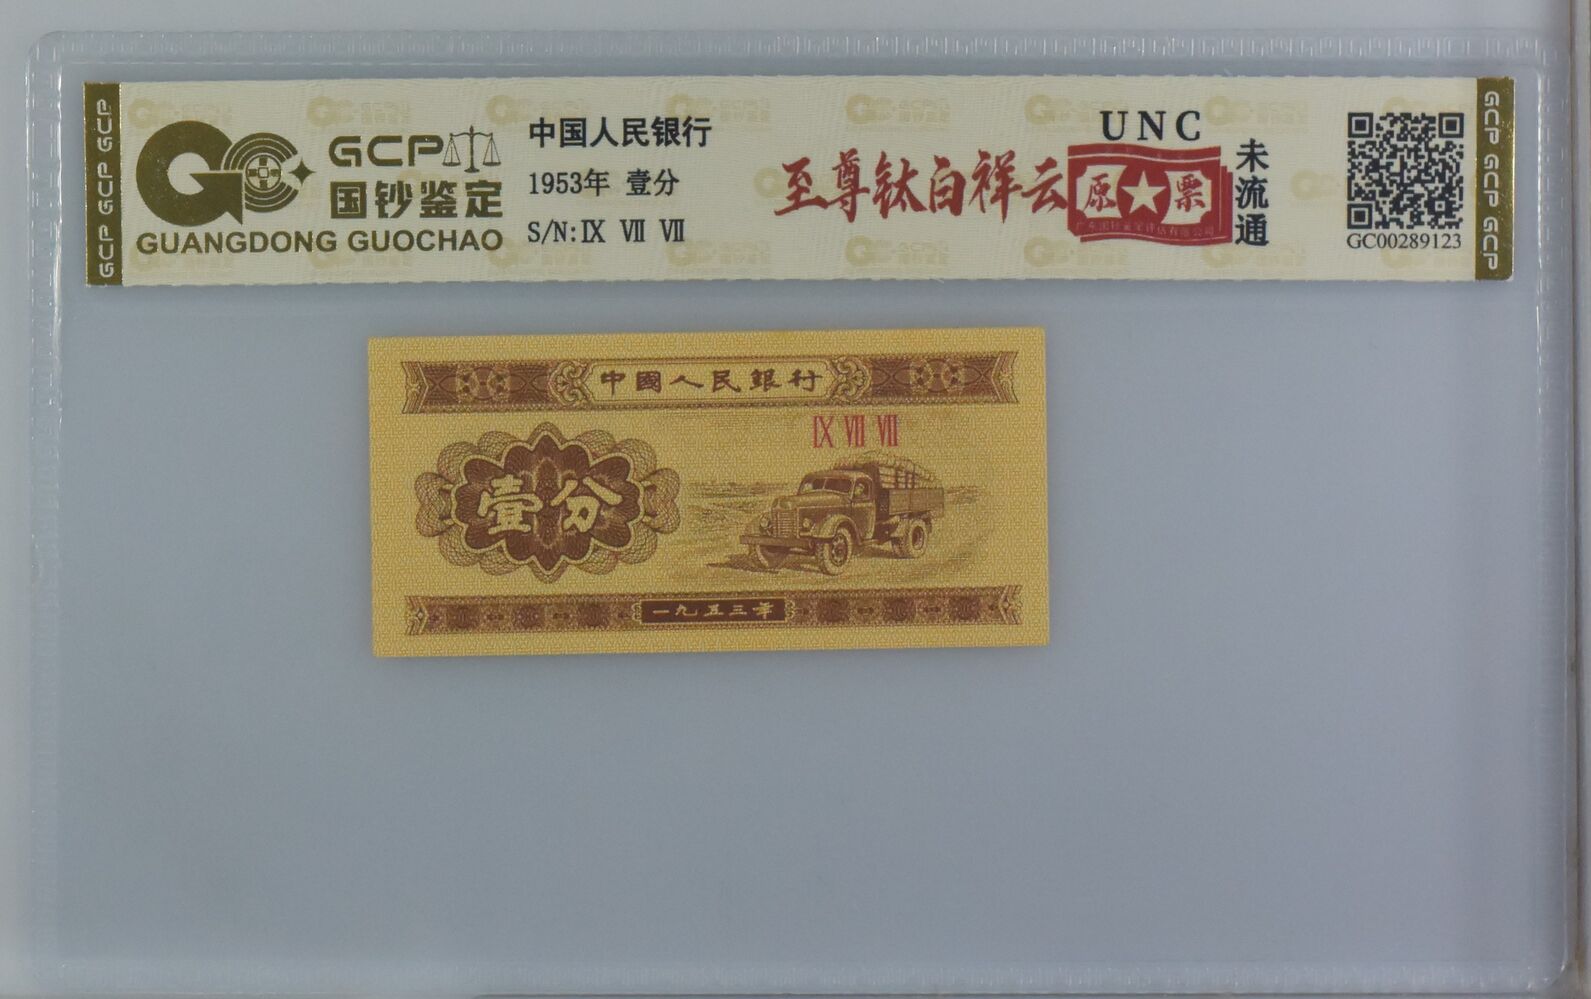 GCP GCP GCP
GCP
国钞鉴定
GUANGDONG GUOCHAO
中国人民银行
1953年 壹分
S/N:Ⅸ Ⅶ Ⅶ
至尊钛白祥云
原★票
UNC
未流通
GC00289123
GCP GCP GCP
中國人民銀行
Ⅸ Ⅶ Ⅶ
壹分
一九五三年